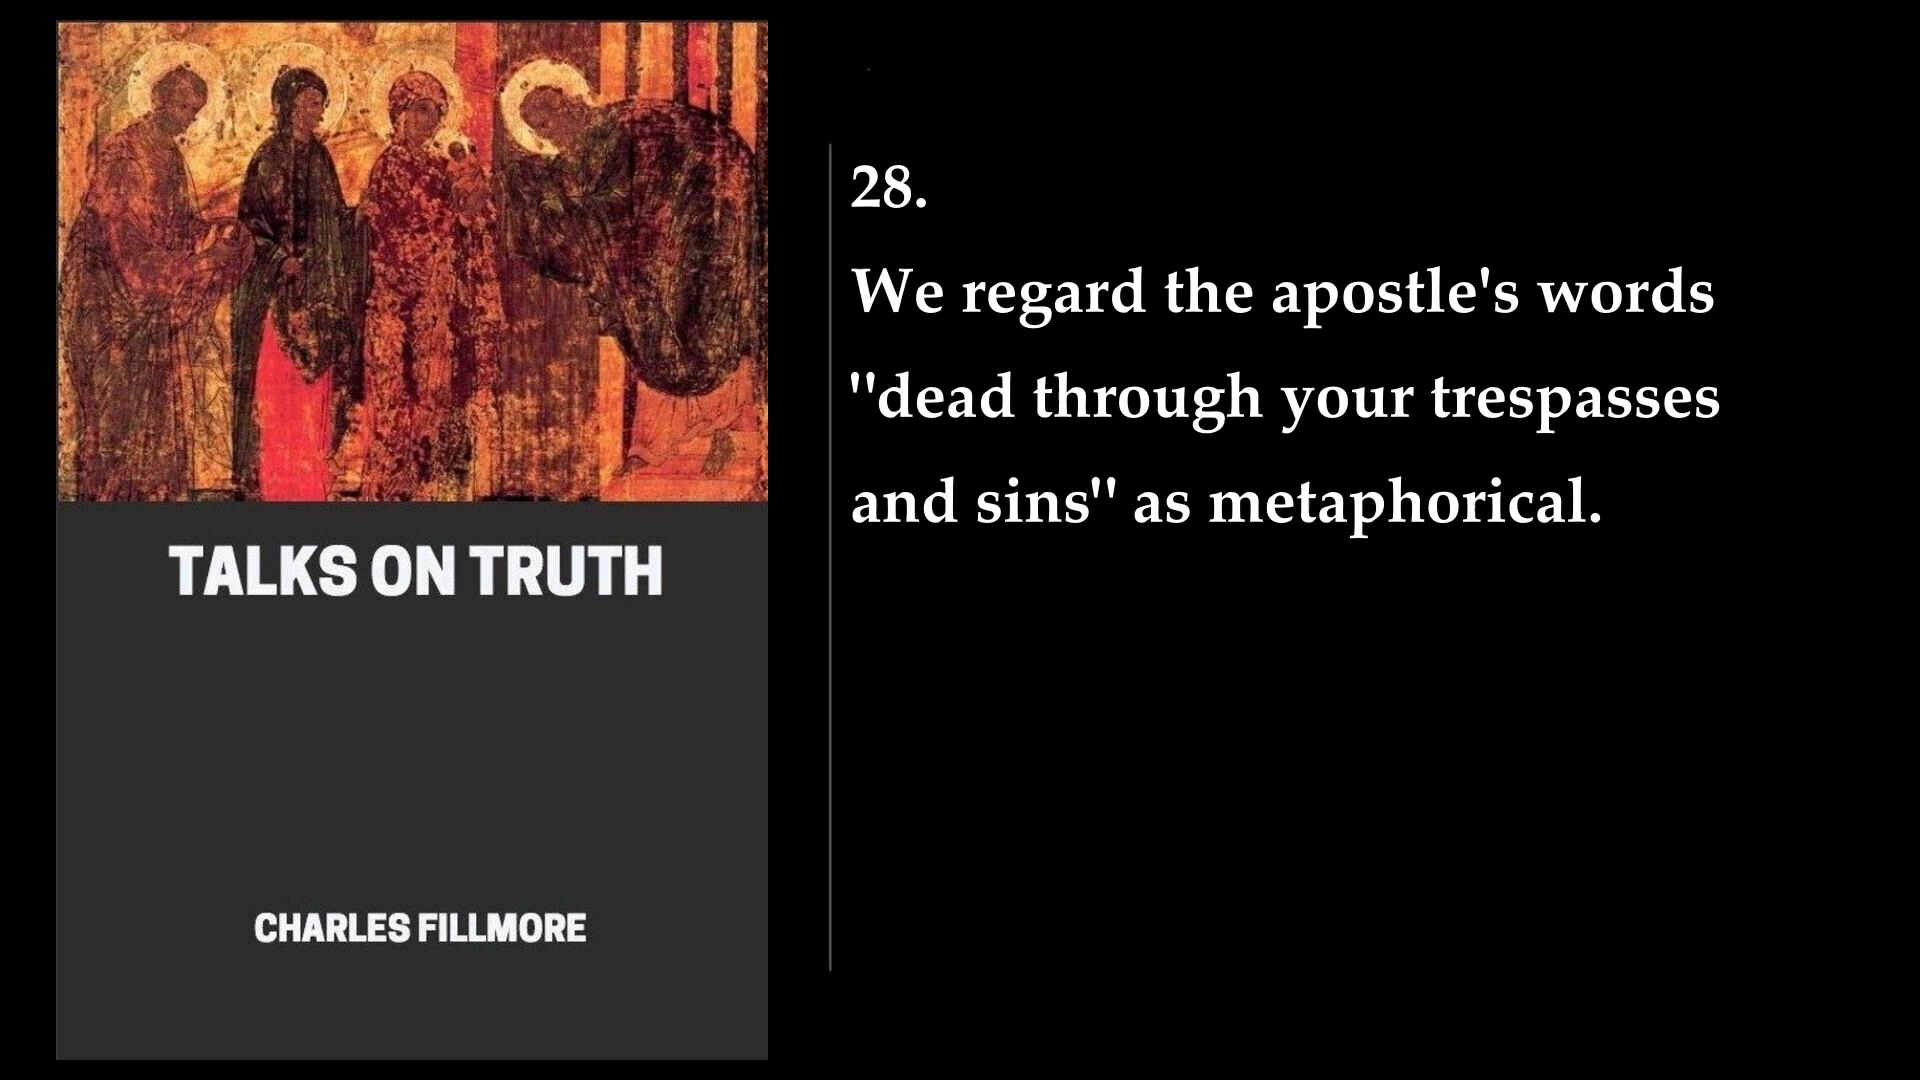 TALKS ON TRUTH
CHARLES FILLMORE
28.
We regard the apostle's words
"dead through your trespasses
and sins" as metaphorical.